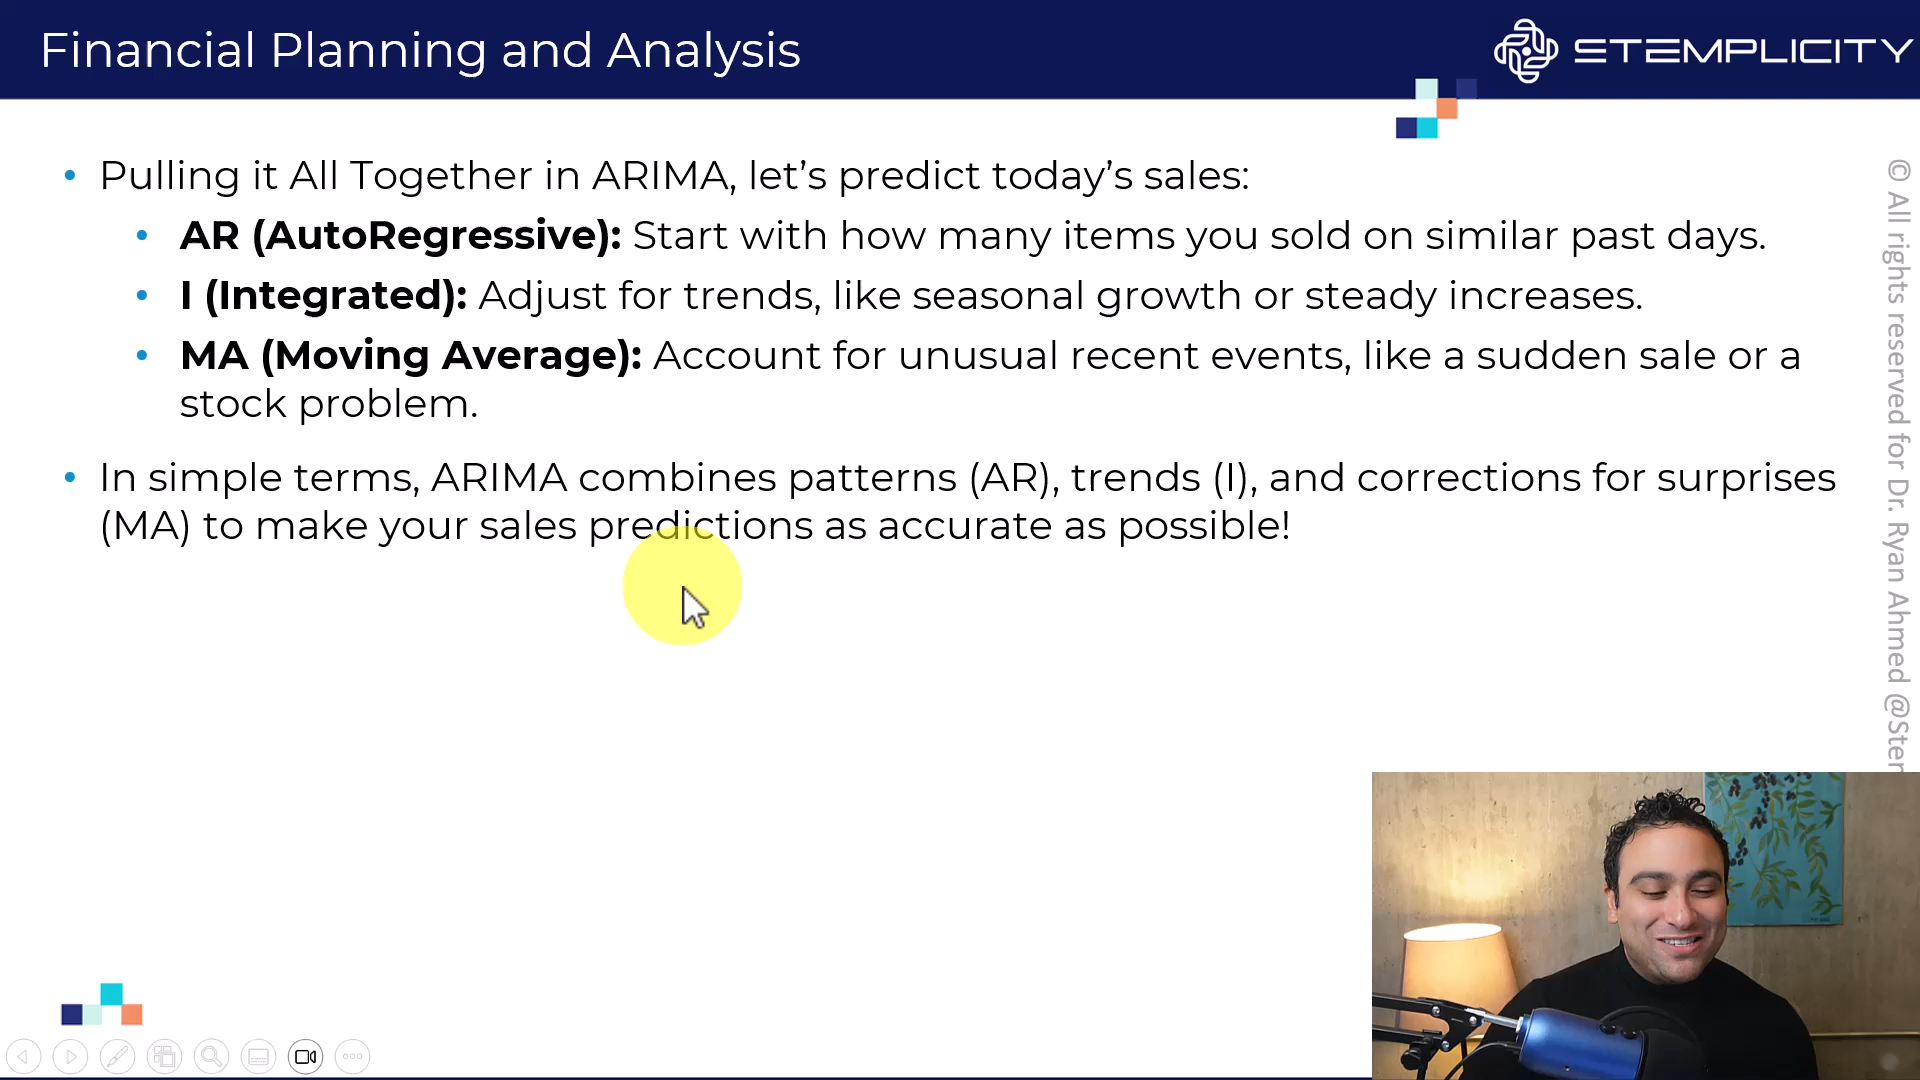 Financial Planning and Analysis
STEMPLICITY
• Pulling it All Together in ARIMA, let’s predict today’s sales:
• AR (AutoRegressive): Start with how many items you sold on similar past days.
• I (Integrated): Adjust for trends, like seasonal growth or steady increases.
• MA (Moving Average): Account for unusual recent events, like a sudden sale or a
stock problem.
• In simple terms, ARIMA combines patterns (AR), trends (I), and corrections for surprises
(MA) to make your sales predictions as accurate as possible!
© All rights reserved for Dr. Ryan Ahmed